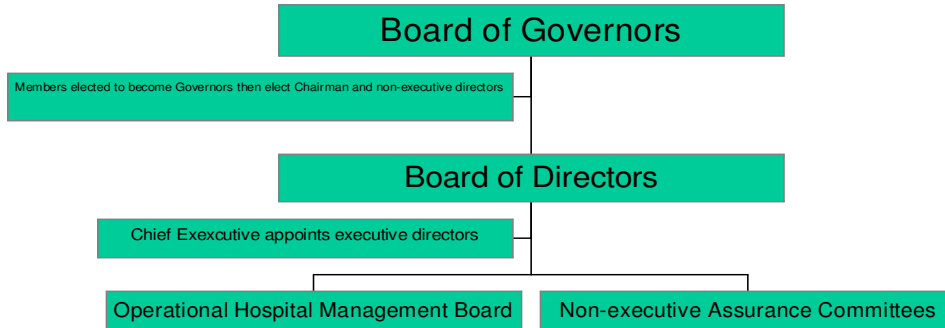 Board of Governors
Members elected to become Governors then elect Chairman and non-executive directors
Board of Directors
Chief Exexcutive appoints executive directors
Operational Hospital Management Board
Non-executive Assurance Committees